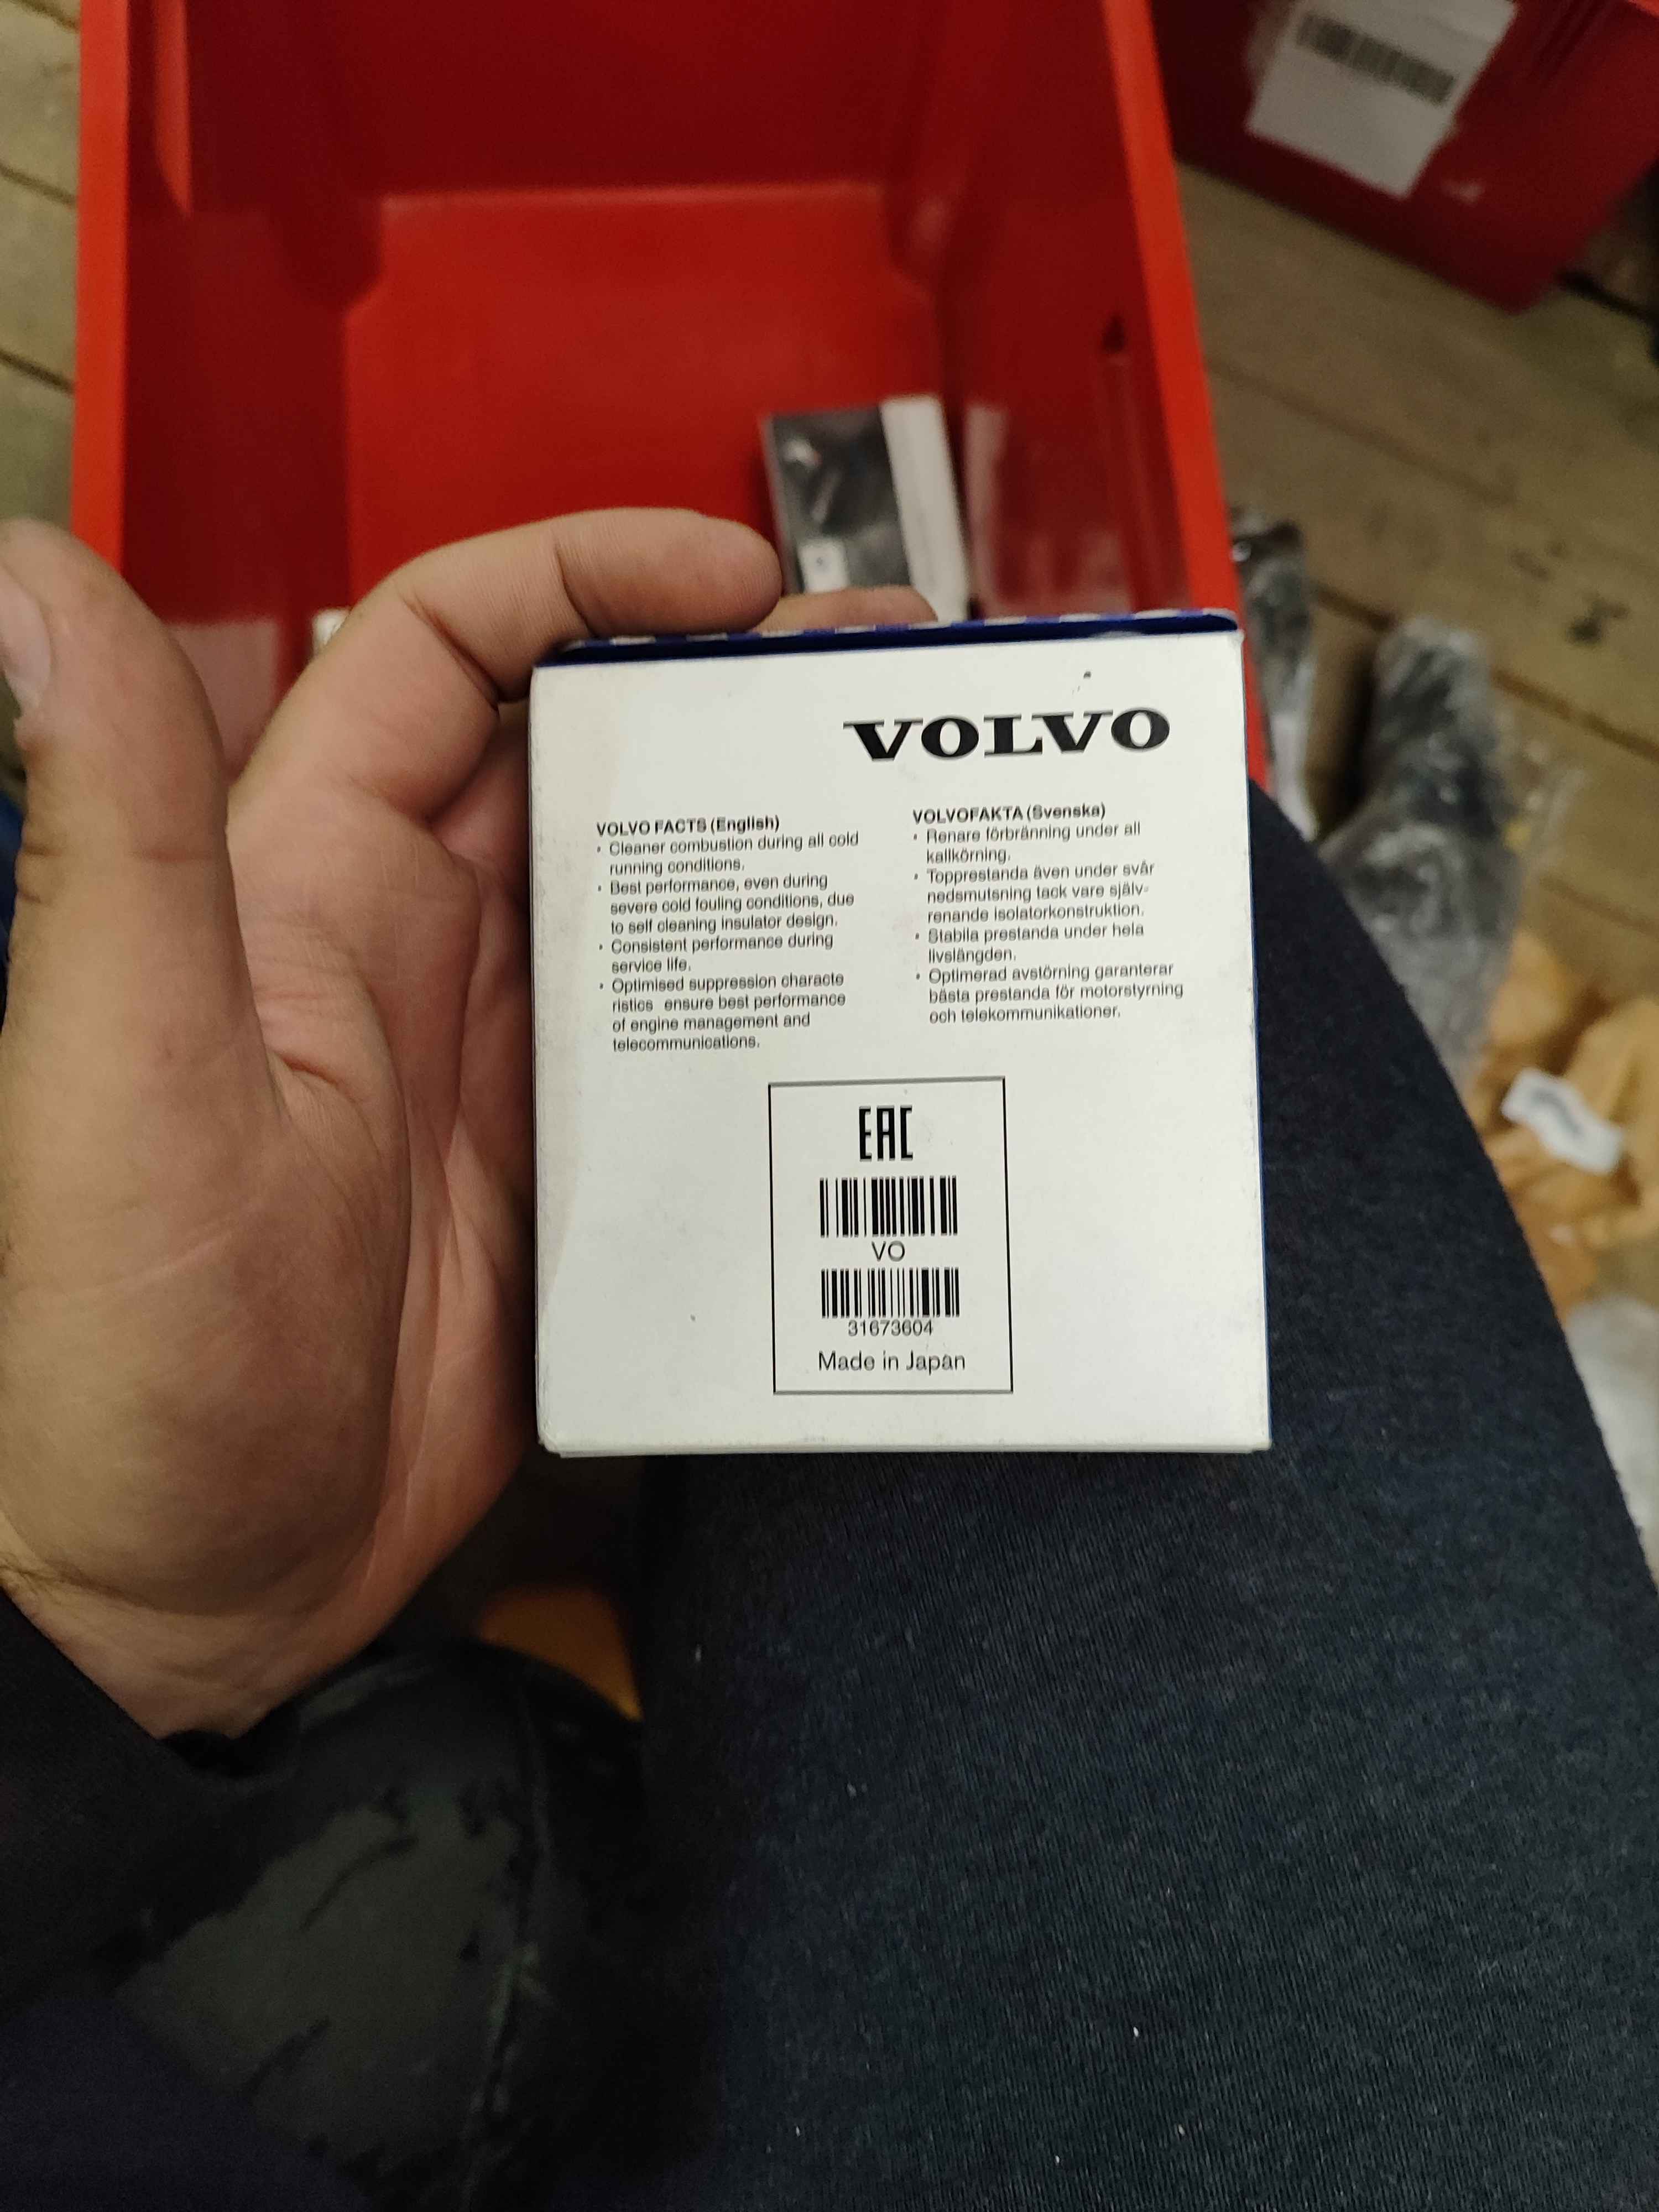 VOLVO
VOLVO FACTS (English)
• Cleaner combustion during all cold
running conditions.
• Best performance, even during
severe cold fouling conditions, due
to self cleaning insulator design.
• Consistent performance during
service life.
• Optimised suppression characte
ristics ensure best performance
of engine management and
telecommunications.
VOLVOFAKTA (Svenska)
• Renare förbränning under all
kallkörning.
• Topprestanda även under svår
nedsmutsning tack vare själv-
renande isolatorkonstruktion.
• Stabila prestanda under hela
livslängden.
• Optimerad avstörning garanterar
bästa prestanda för motorstyrning
och telekommunikationer.
EAC
VO
31673604
Made in Japan